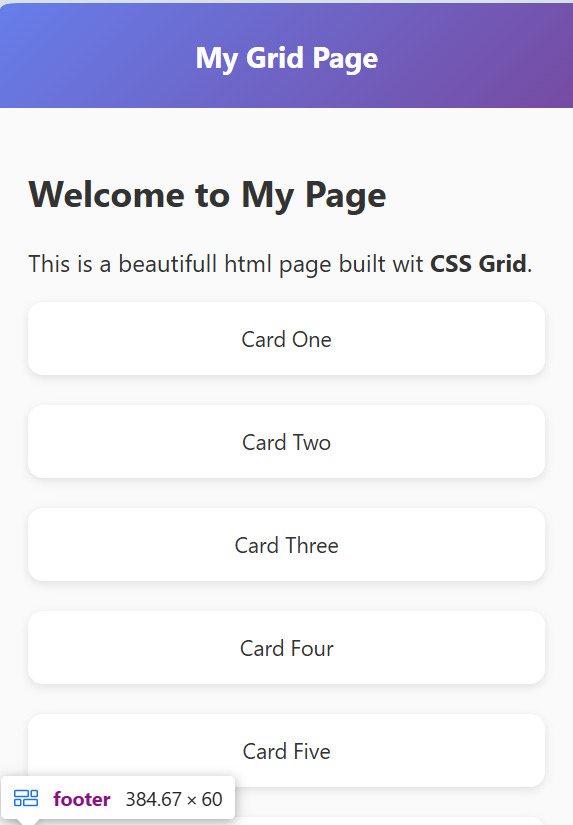 My Grid Page
Welcome to My Page
This is a beautifull html page built wit CSS Grid.
Card One
Card Two
Card Three
Card Four
Card Five
footer 384.67 × 60